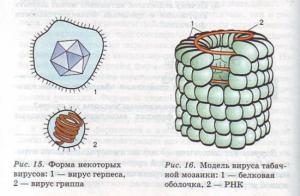 1
1
2
2
Рис. 15. Форма некоторых
вирусов: 1 — вирус герпеса,
2 — вирус гриппа
Рис. 16. Модель вируса табач-
ной мозаики: 1 — белковая
оболочка, 2 — РНК